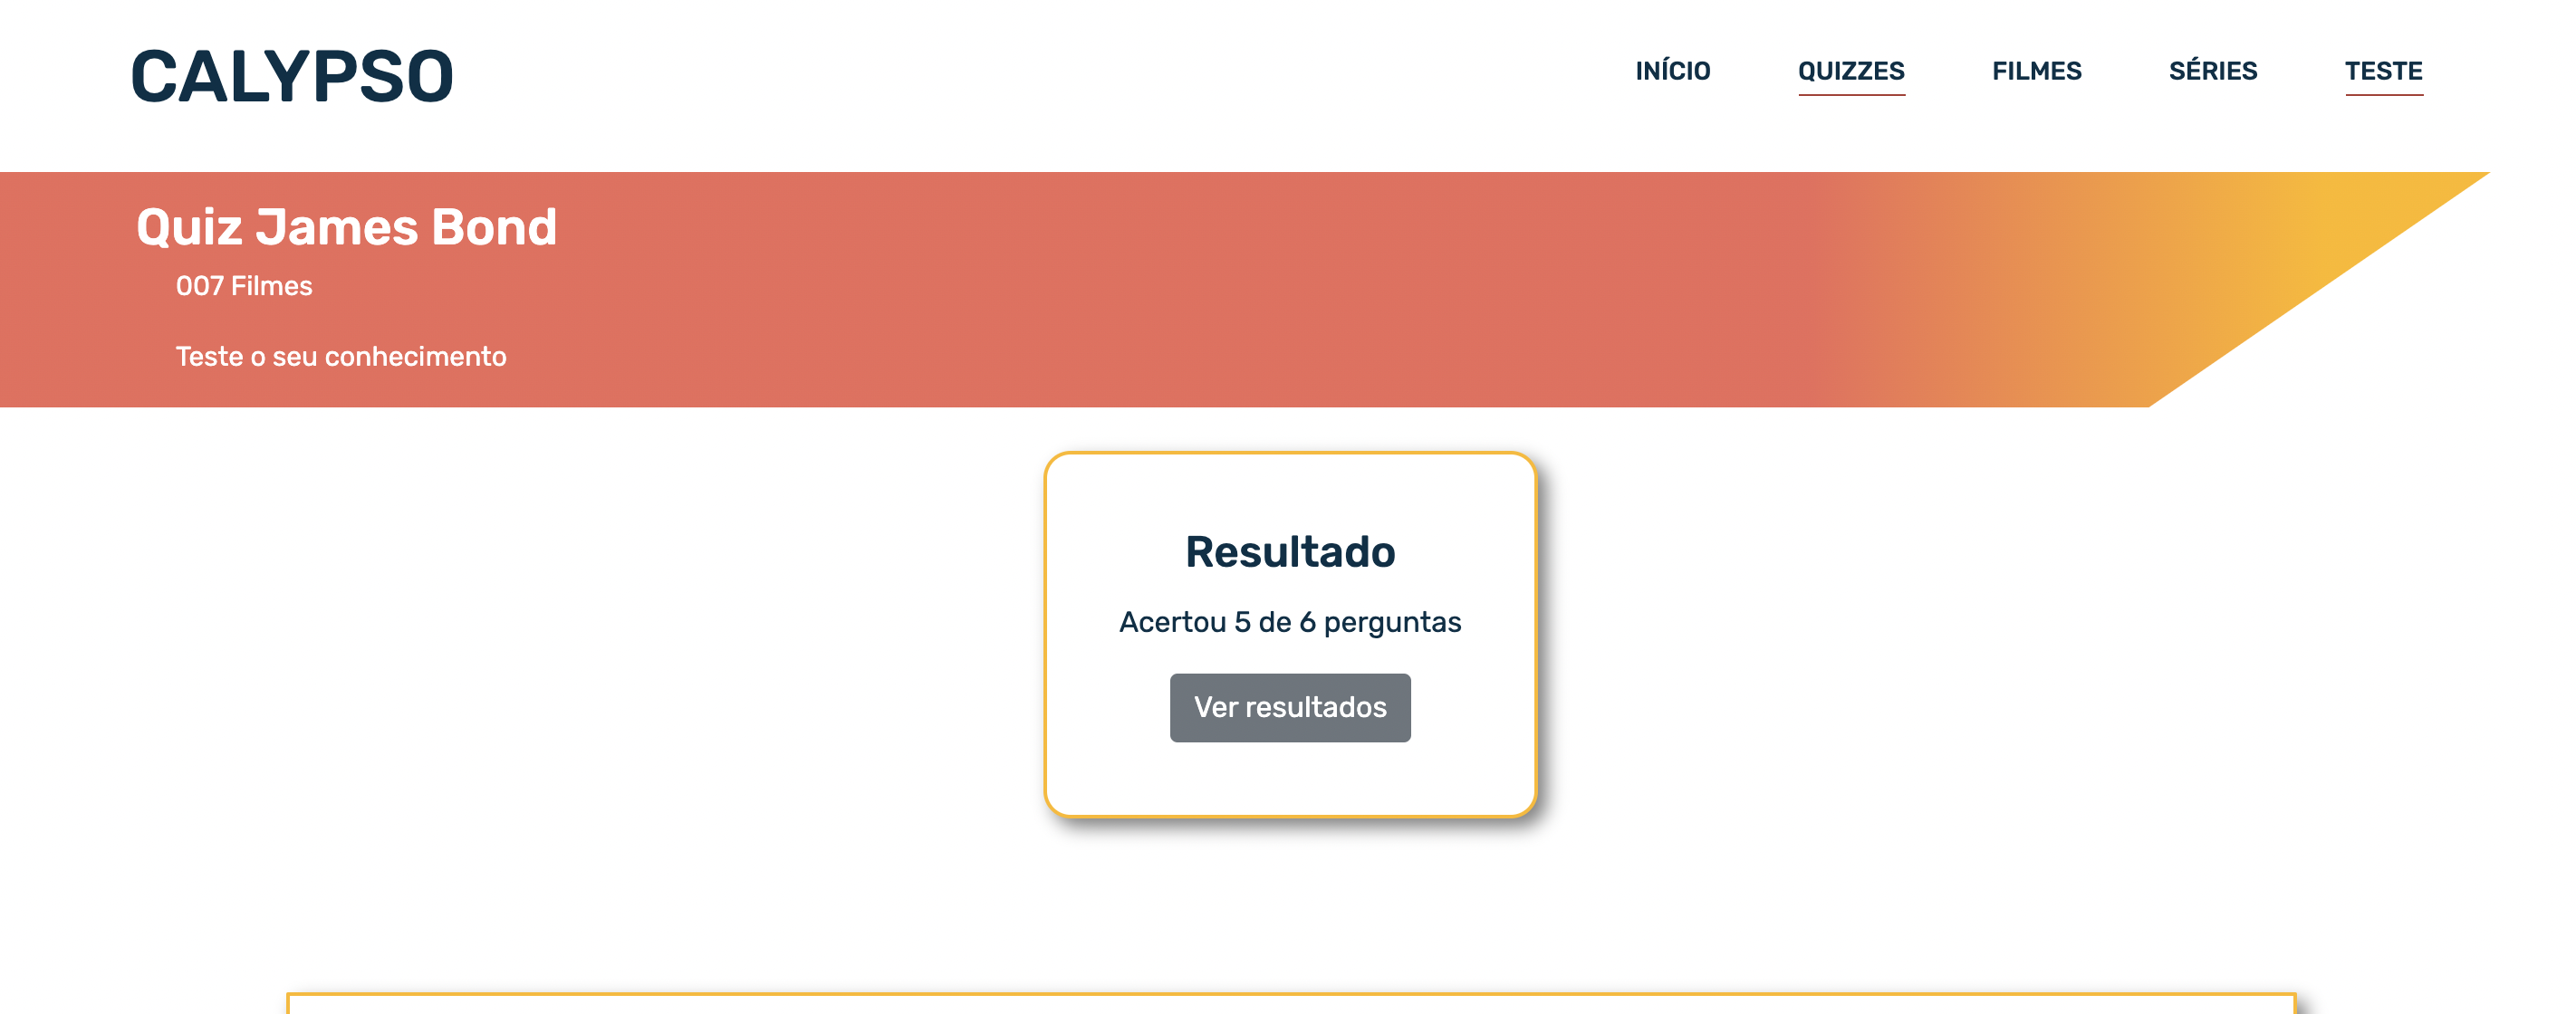 CALYPSO
INÍCIO QUIZZES FILMES SÉRIES TESTE
Quiz James Bond
007 Filmes
Teste o seu conhecimento
Resultado
Acertou 5 de 6 perguntas
Ver resultados